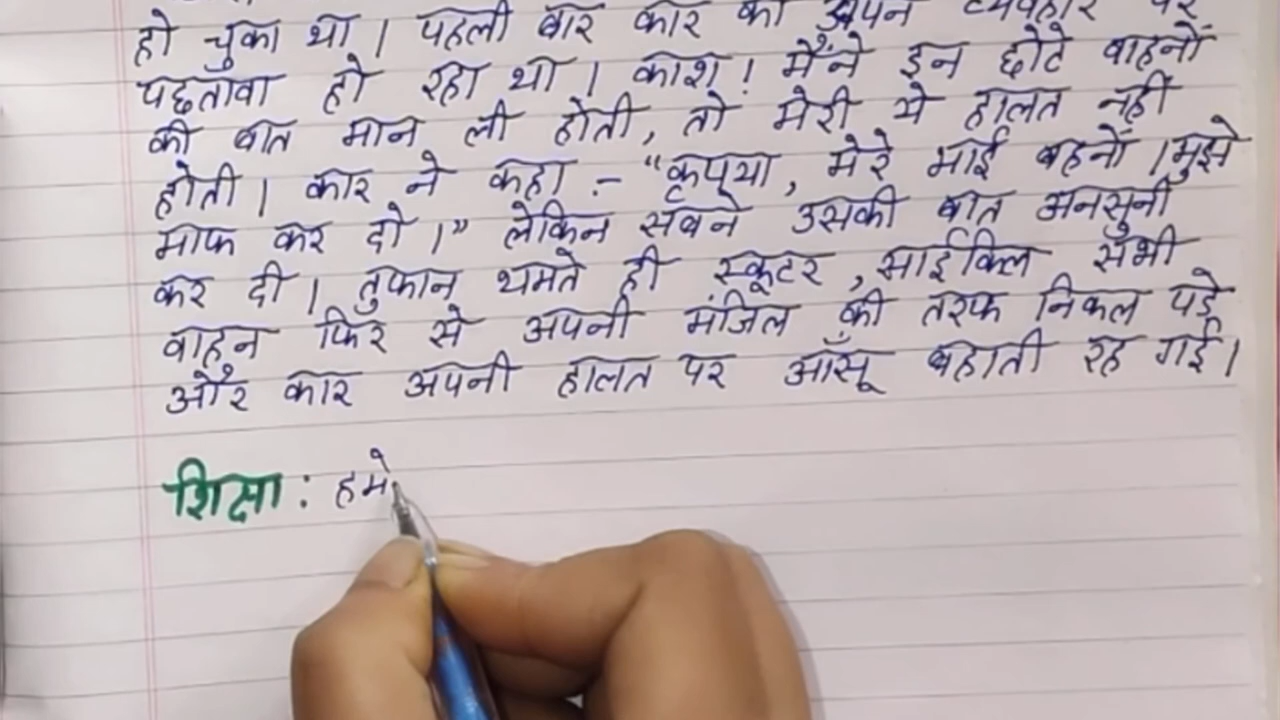 हो चुका था। पहली बार कार को अपने व्यवहार पर
पछतावा हो रहा था। काश! मैंने इन छोटे वाहनों
की बात मान ली होती, तो मेरी ये हालत नहीं
होती। कार ने कहा :- “कृप्या, मेरे भाई बहनों।मुझे
माफ कर दो।” लेकिन सबने उसकी बात अनसुनी
कर दी। तुफान थमते ही स्कूटर, साईकिल सभी
वाहन फिर से अपनी मंजिल की तरफ निकल पडे
और कार अपनी हालत पर आँसू बहाती रह गई।
शिक्षा: हमे